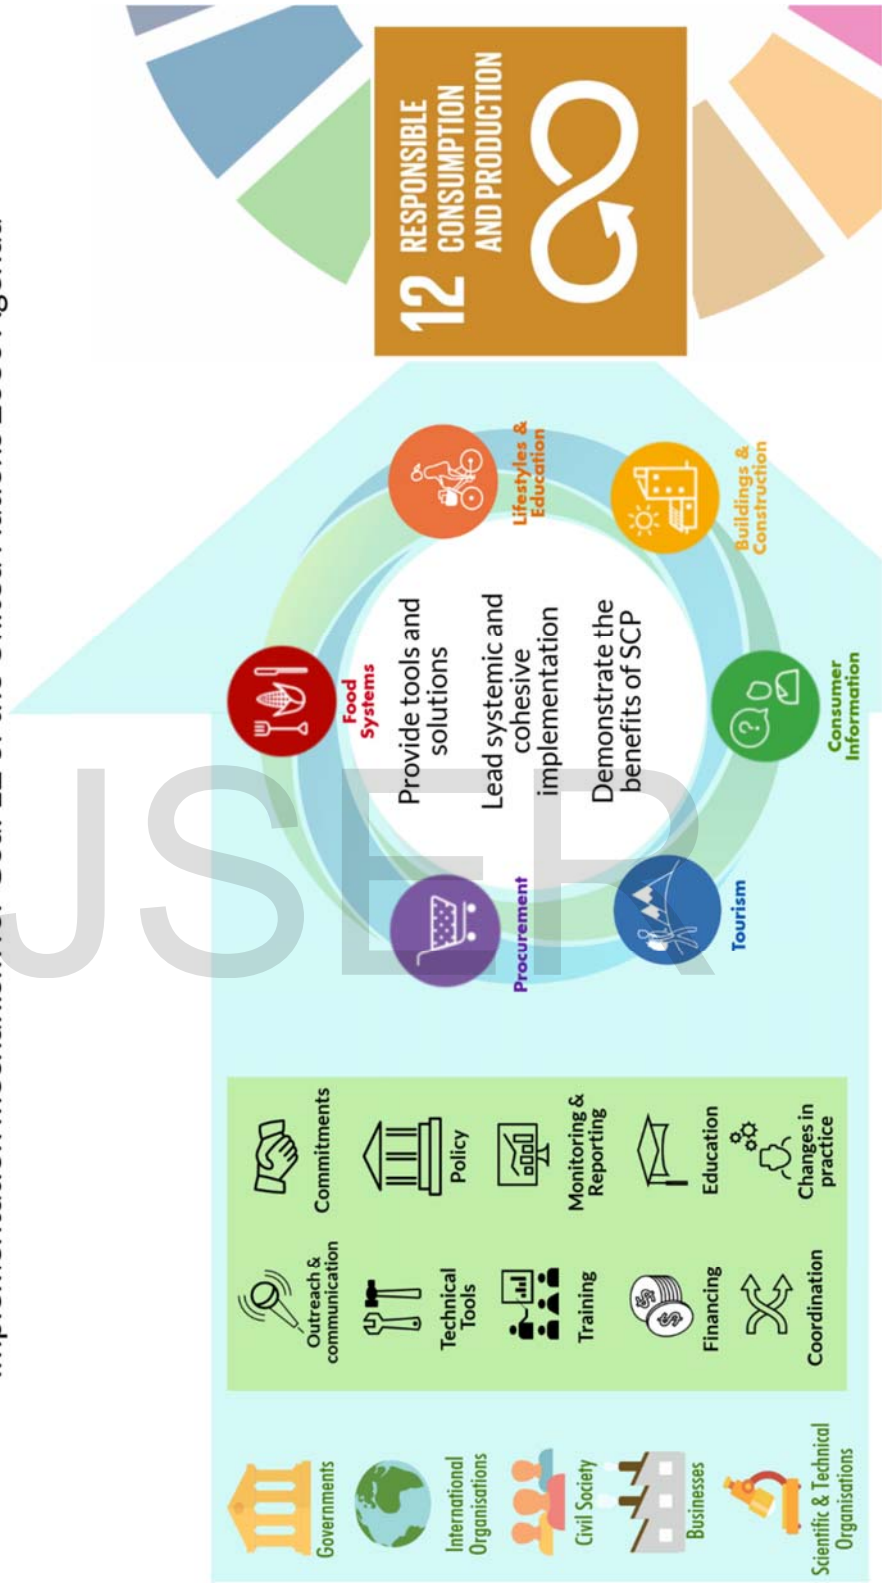 Implementation Mechanism for Goal 12 of the United Nations 2030 Agenda
Governments
International
Organisations
Civil Society
Businesses
Scientific & Technical
Organisations
Outreach &
communication
Commitments
Technical
Tools
Policy
Training
Monitoring &
Reporting
Financing
Education
Coordination
Changes in
practice
Food
Systems
Procurement
Lifestyles &
Education
Provide tools and
solutions
Lead systemic and
cohesive
implementation
Demonstrate the
benefits of SCP
Tourism
Buildings &
Construction
Consumer
Information
12 RESPONSIBLE
CONSUMPTION
AND PRODUCTION
JSER